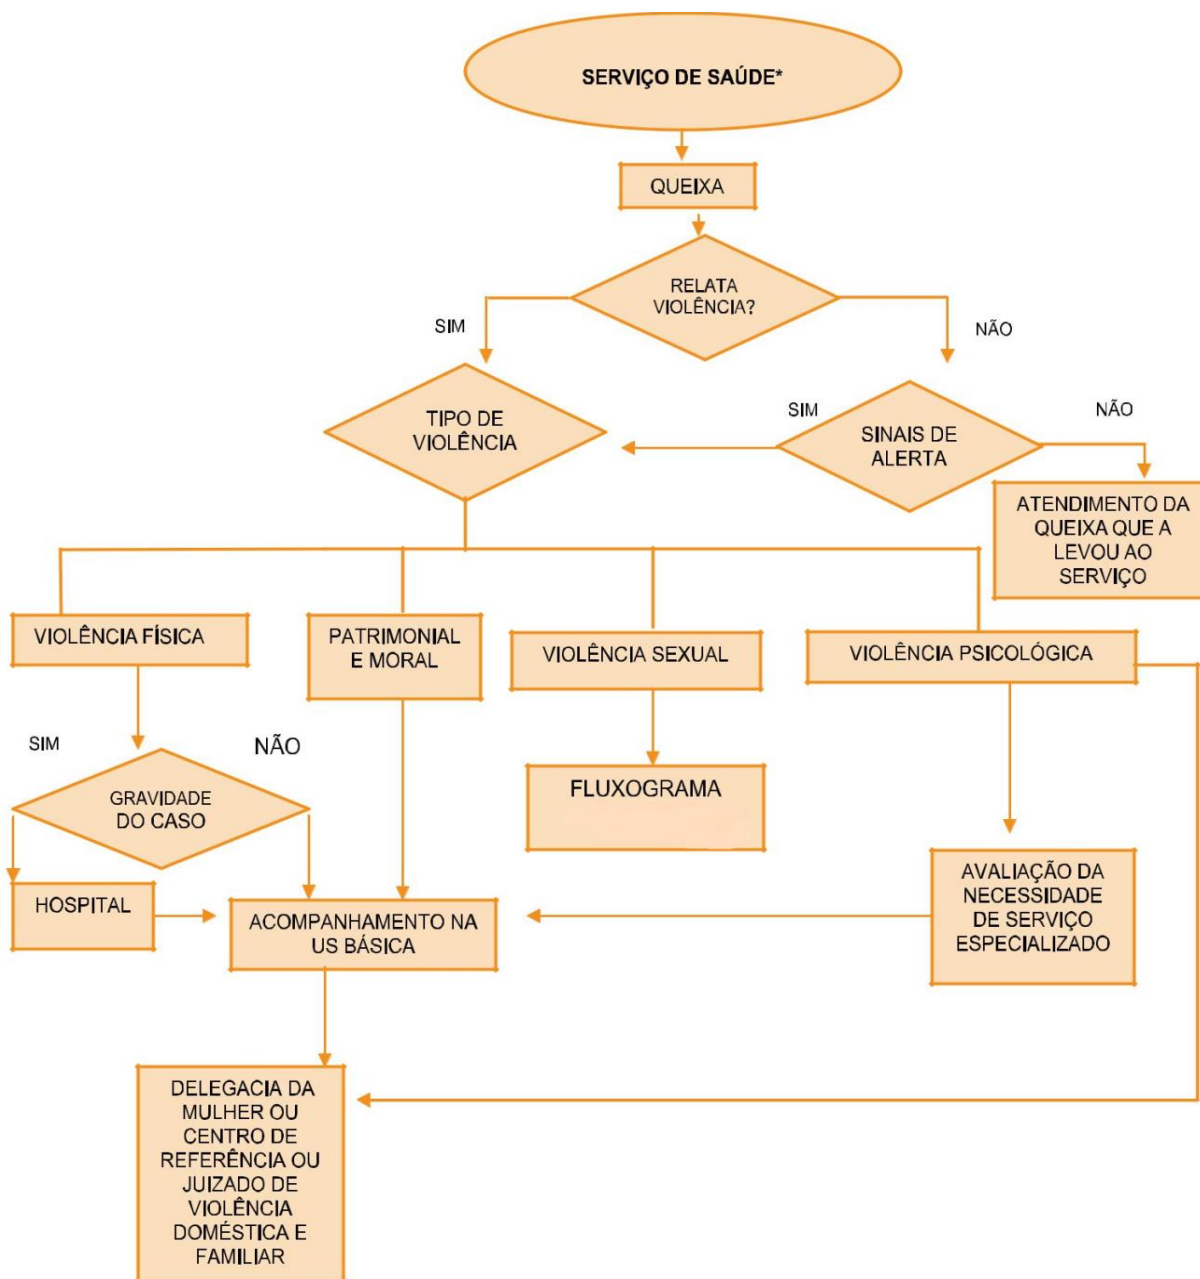 SERVIÇO DE SAÚDE*
QUEIXA
RELATA
VIOLÊNCIA?
SIM
NÃO
TIPO DE
VIOLÊNCIA
SIM
SINAIS DE
ALERTA
NÃO
ATENDIMENTO DA
QUEIXA QUE A
LEVOU AO
SERVIÇO
VIOLÊNCIA FÍSICA
PATRIMONIAL
E MORAL
VIOLÊNCIA SEXUAL
VIOLÊNCIA PSICOLÓGICA
SIM
NÃO
GRAVIDADE
DO CASO
FLUXOGRAMA
HOSPITAL
ACOMPANHAMENTO NA
US BÁSICA
AVALIAÇÃO DA
NECESSIDADE
DE SERVIÇO
ESPECIALIZADO
DELEGACIA DA
MULHER OU
CENTRO DE
REFERÊNCIA OU
JUIZADO DE
VIOLÊNCIA
DOMÉSTICA E
FAMILIAR